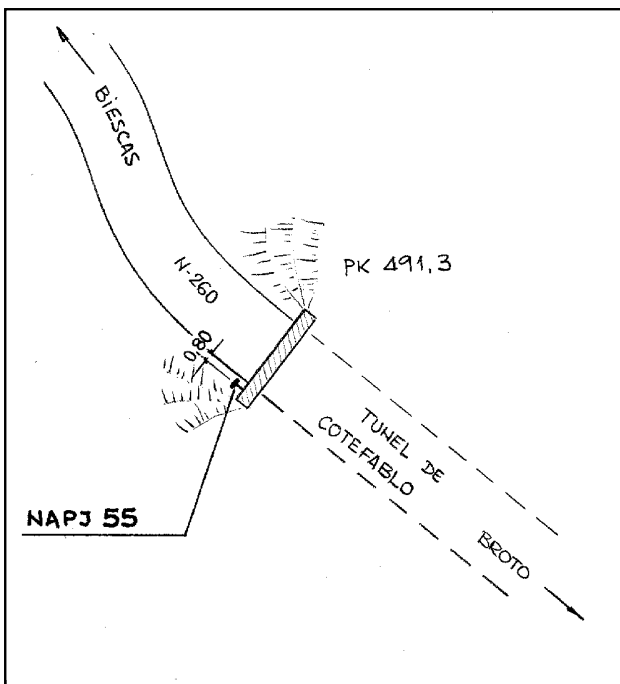 BIESCAS
N-260
PK 491,3
0,80
TUNEL DE
COTEFABLO
NAPJ 55
BROTO